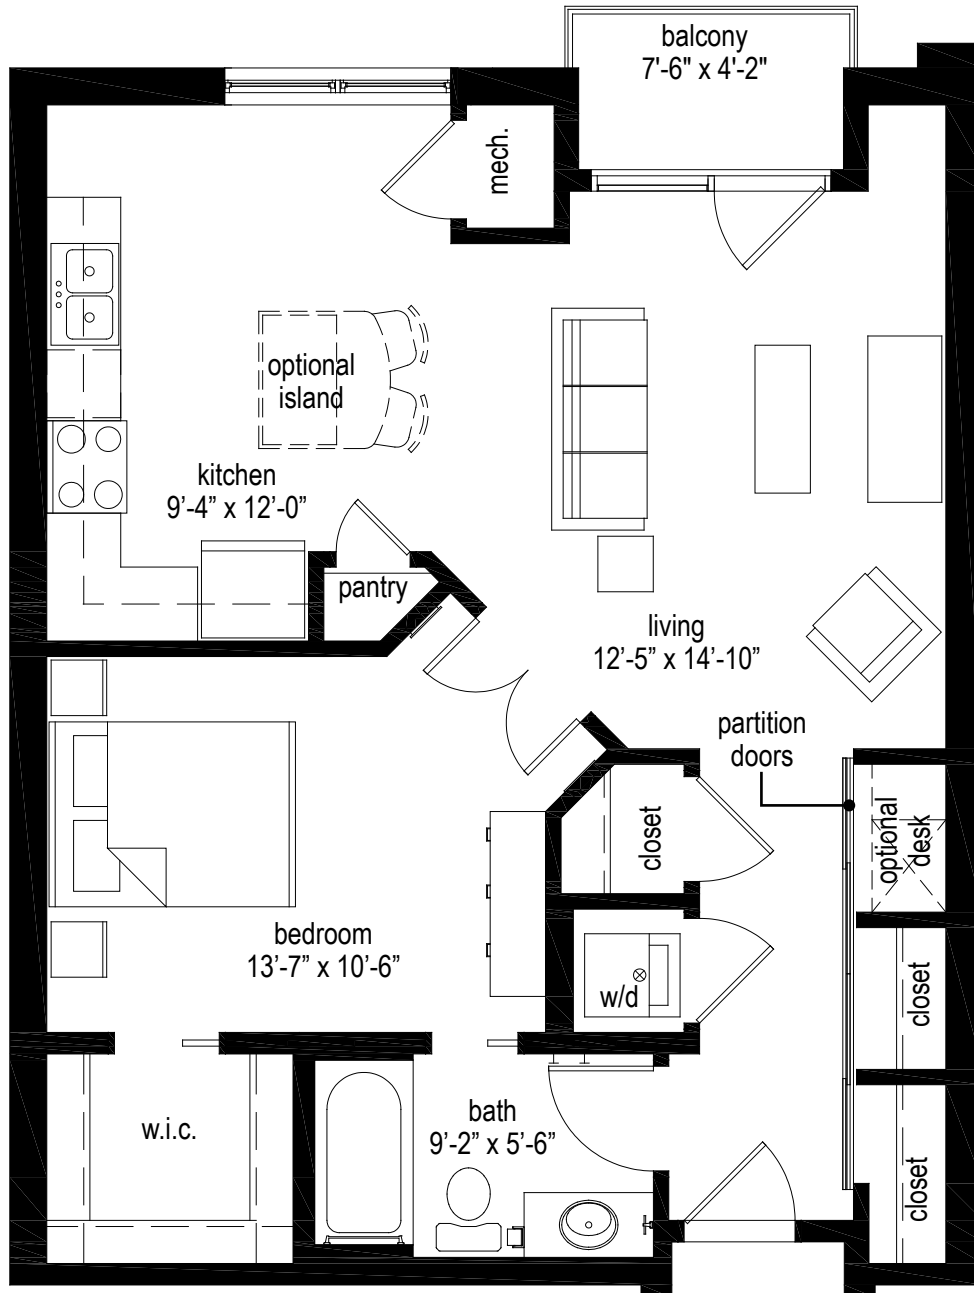 balcony
7'-6" x 4'-2"
mech.
optional
island
kitchen
9’-4” x 12’-0”
pantry
living
12’-5” x 14’-10”
partition
doors
closet
optional
desk
bedroom
13’-7” x 10’-6”
w/d
closet
w.i.c.
bath
9’-2” x 5’-6”
closet